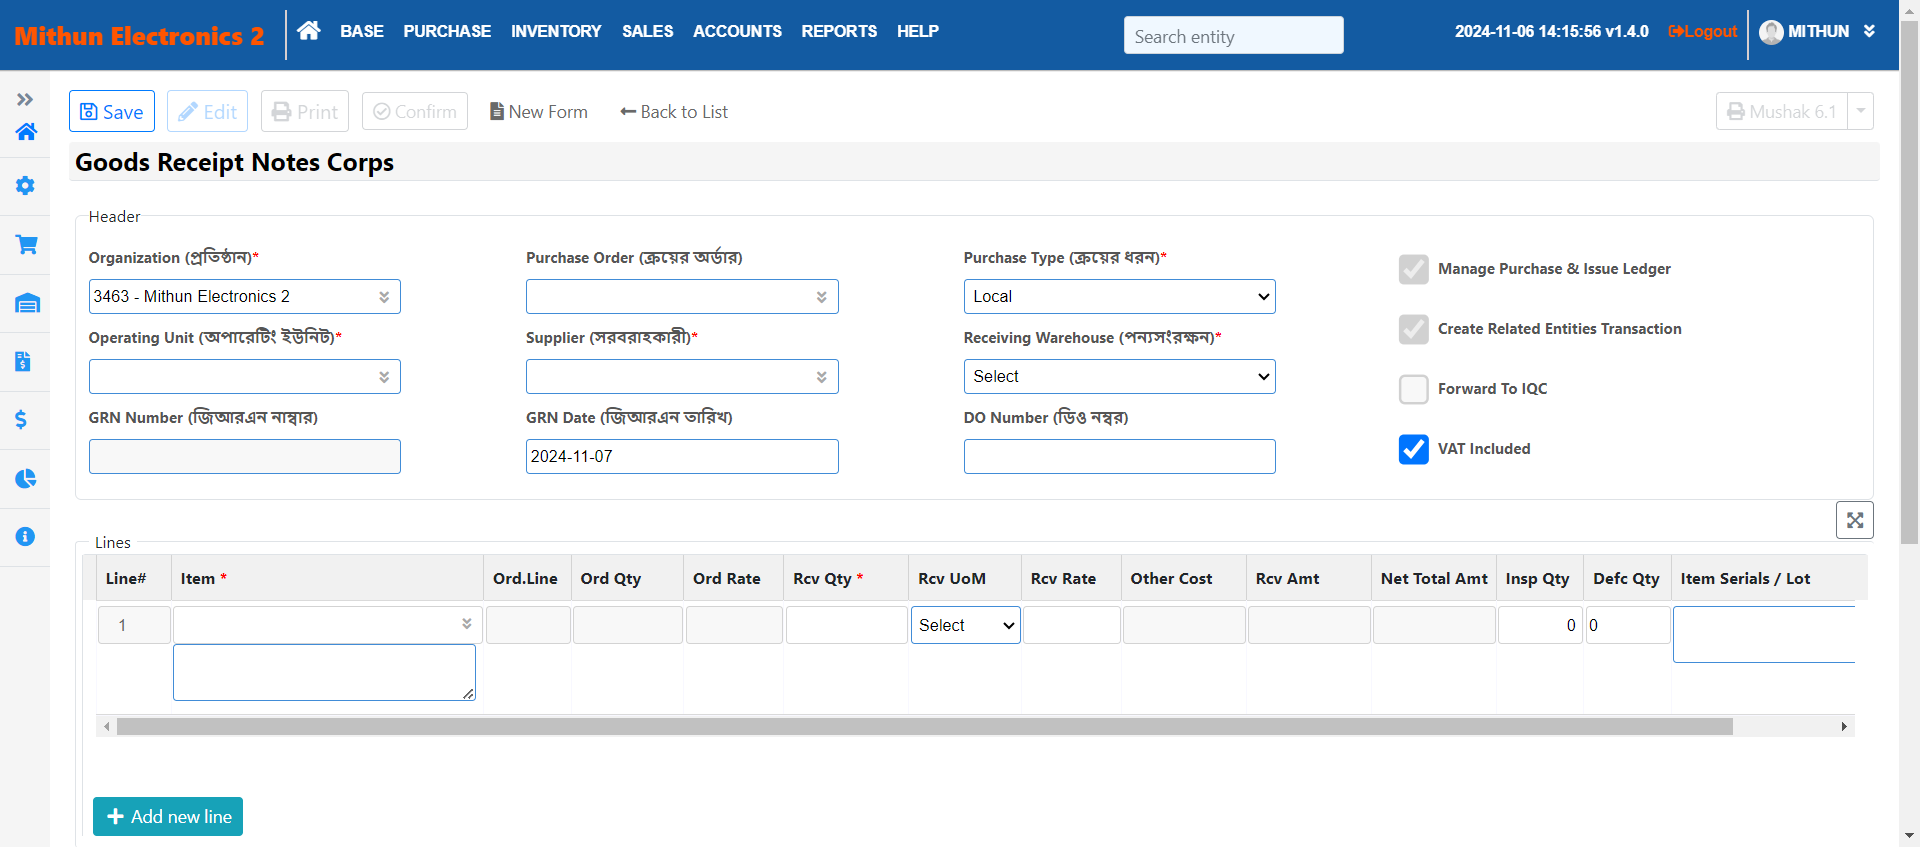 Mithun Electronics 2
BASE PURCHASE INVENTORY SALES ACCOUNTS REPORTS HELP
Search entity
2024-11-06 14:15:56 v1.4.0 Logout MITHUN
Save Edit Print Confirm New Form Back to List Mushak 6.1
Goods Receipt Notes Corps
Header
Organization (প্রতিষ্ঠান)* Purchase Order (ক্রয়ের অর্ডার) Purchase Type (ক্রয়ের ধরন)* Manage Purchase & Issue Ledger
3463 - Mithun Electronics 2 Local
Operating Unit (অপারেটিং ইউনিট)* Supplier (সরবরাহকারী)* Receiving Warehouse (পন্যসংরক্ষন)* Create Related Entities Transaction
Select
Forward To IQC
GRN Number (জিআরএন নাম্বার) GRN Date (জিআরএন তারিখ) DO Number (ডিও নম্বর)
2024-11-07 VAT Included
Lines
Line# Item * Ord.Line Ord Qty Ord Rate Rcv Qty * Rcv UoM Rcv Rate Other Cost Rcv Amt Net Total Amt Insp Qty Defc Qty Item Serials / Lot
1 Select 0 0
Add new line